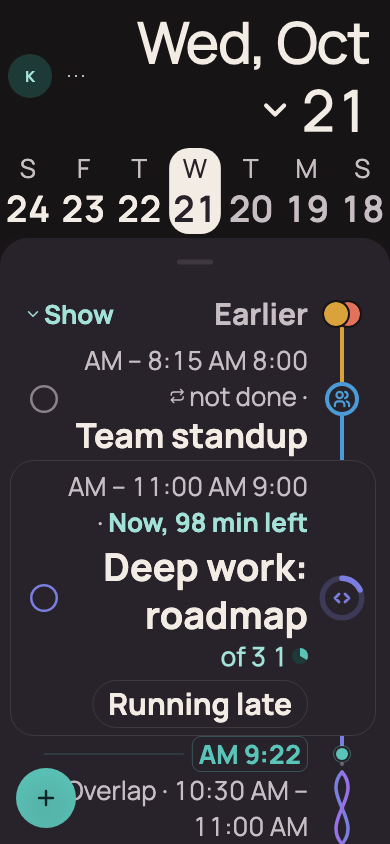 Wed, Oct
21
K
...
S F T W T M S
24 23 22 21 20 19 18
Earlier
Show
AM – 8:15 AM 8:00
not done ·
Team standup
AM – 11:00 AM 9:00
· Now, 98 min left
Deep work:
roadmap
of 3 1
Running late
AM 9:22
Overlap · 10:30 AM –
11:00 AM